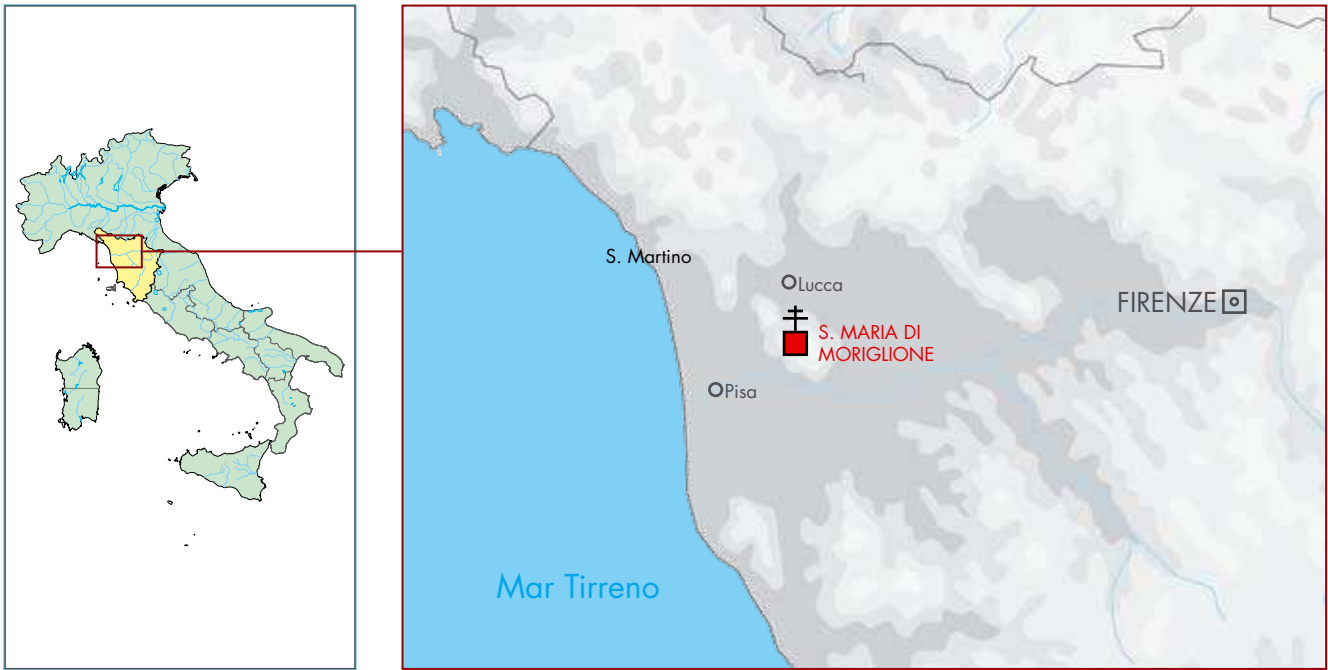 S. Martino
Lucca
FIRENZE
S. MARIA DI
MORIGLIONE
Pisa
Mar Tirreno